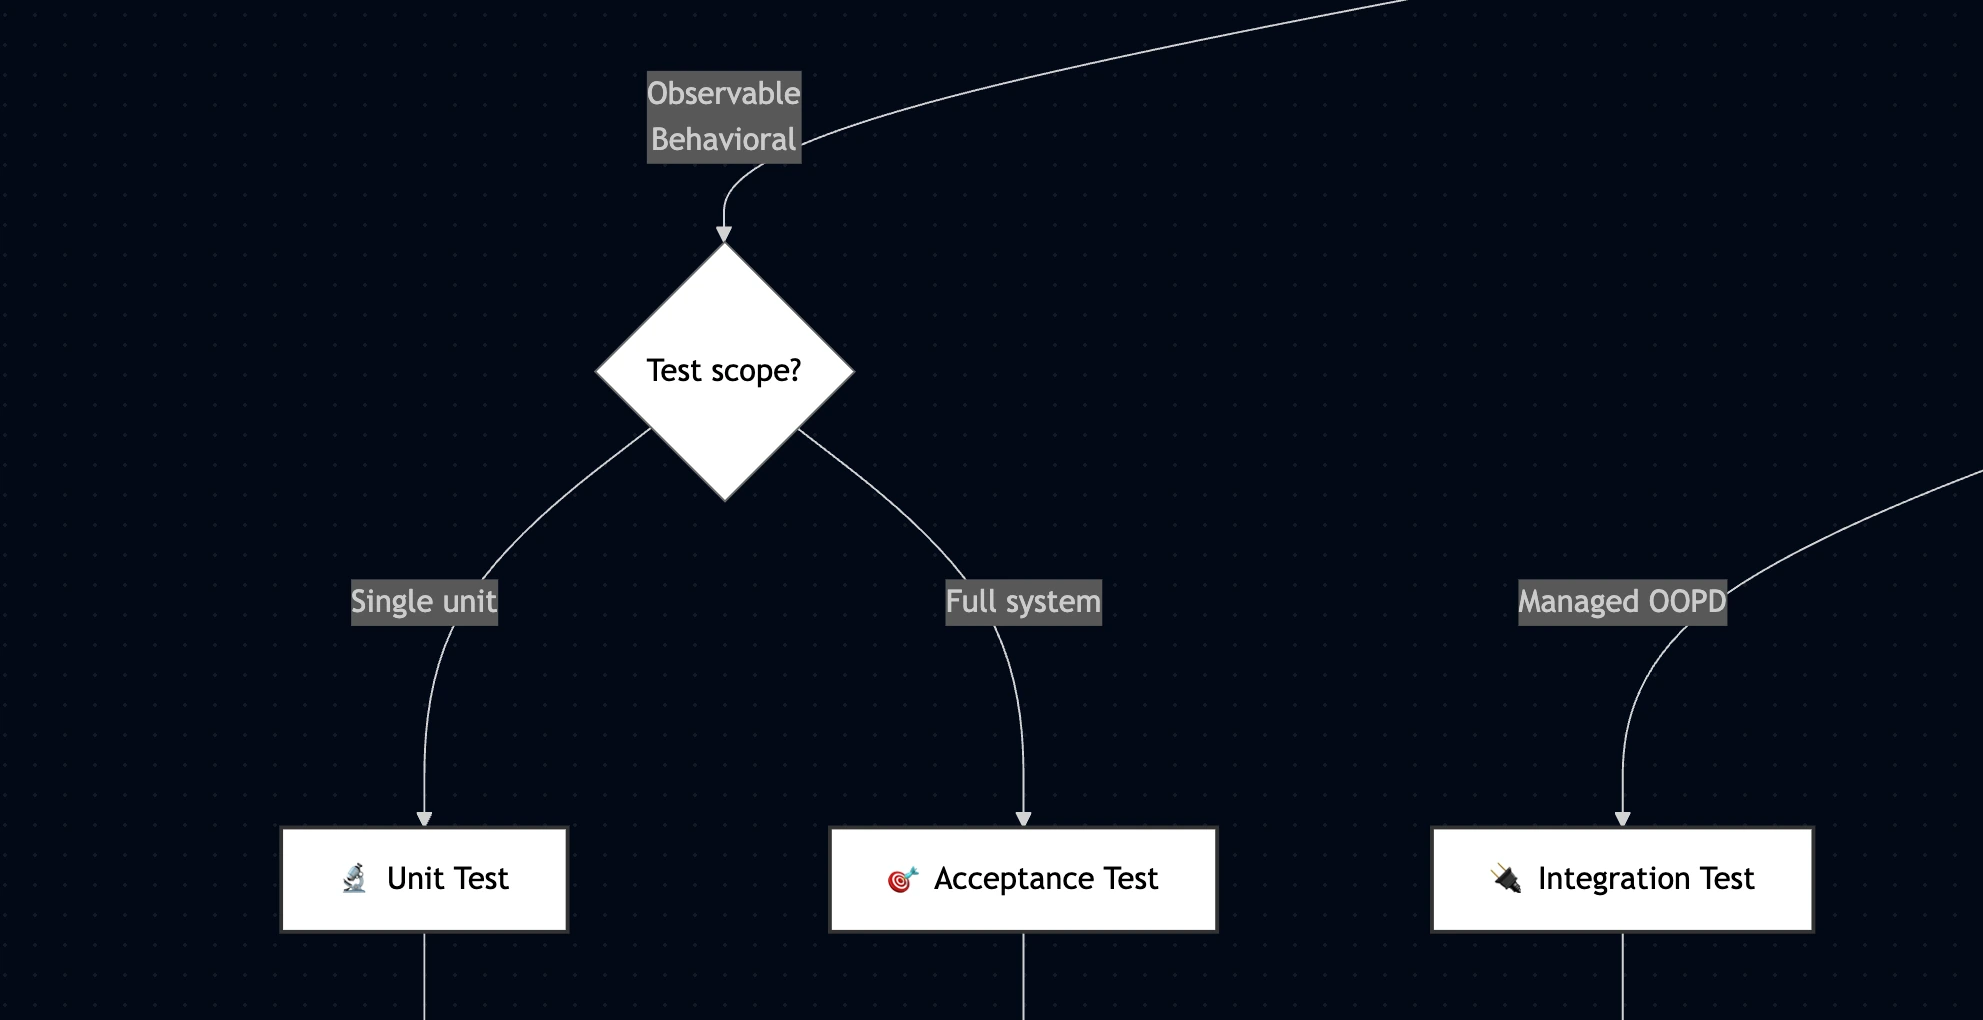 Observable
Behavioral
Test scope?
Single unit
Full system
Managed OOPD
Unit Test
Acceptance Test
Integration Test